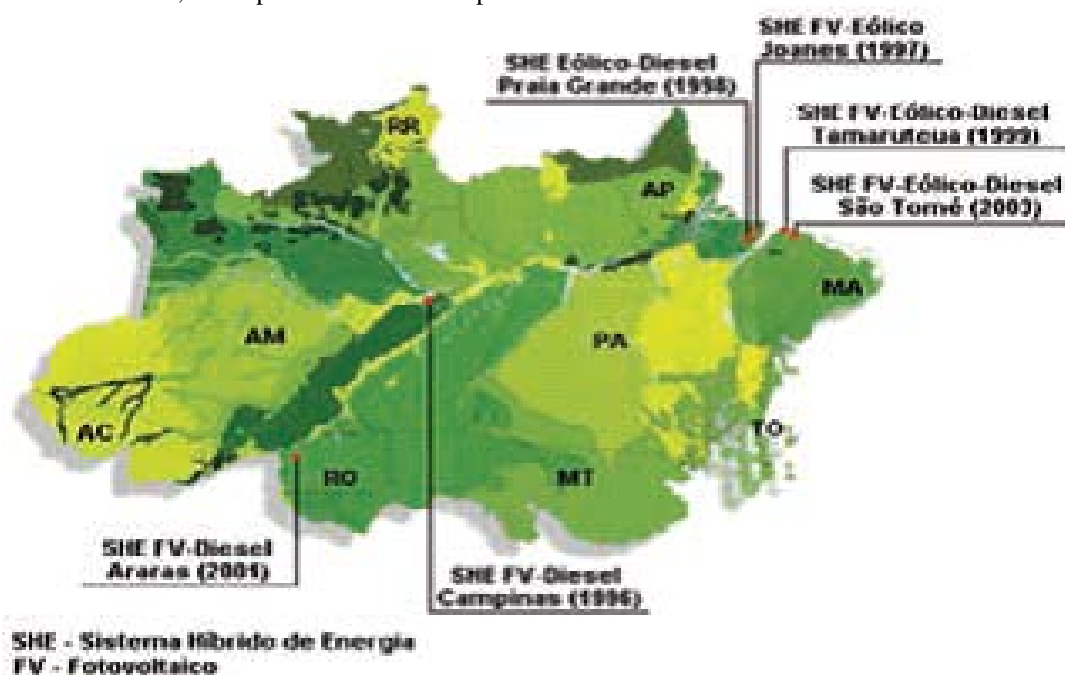 SHE FV-Eólico
Joanes (1997)
SHE Eólico-Diesel
Praia Grande (1998)
SHE FV-Eólico-Diesel
Tamaruteua (1999)
SHE FV-Eólico-Diesel
São Tomé (2003)
RR
AP
MA
AM
PA
AC
TO
RO
MT
SHE FV-Diesel
Araras (2001)
SHE FV-Diesel
Campinas (1996)
SHE - Sistema Híbrido de Energia
FV - Fotovoltaico